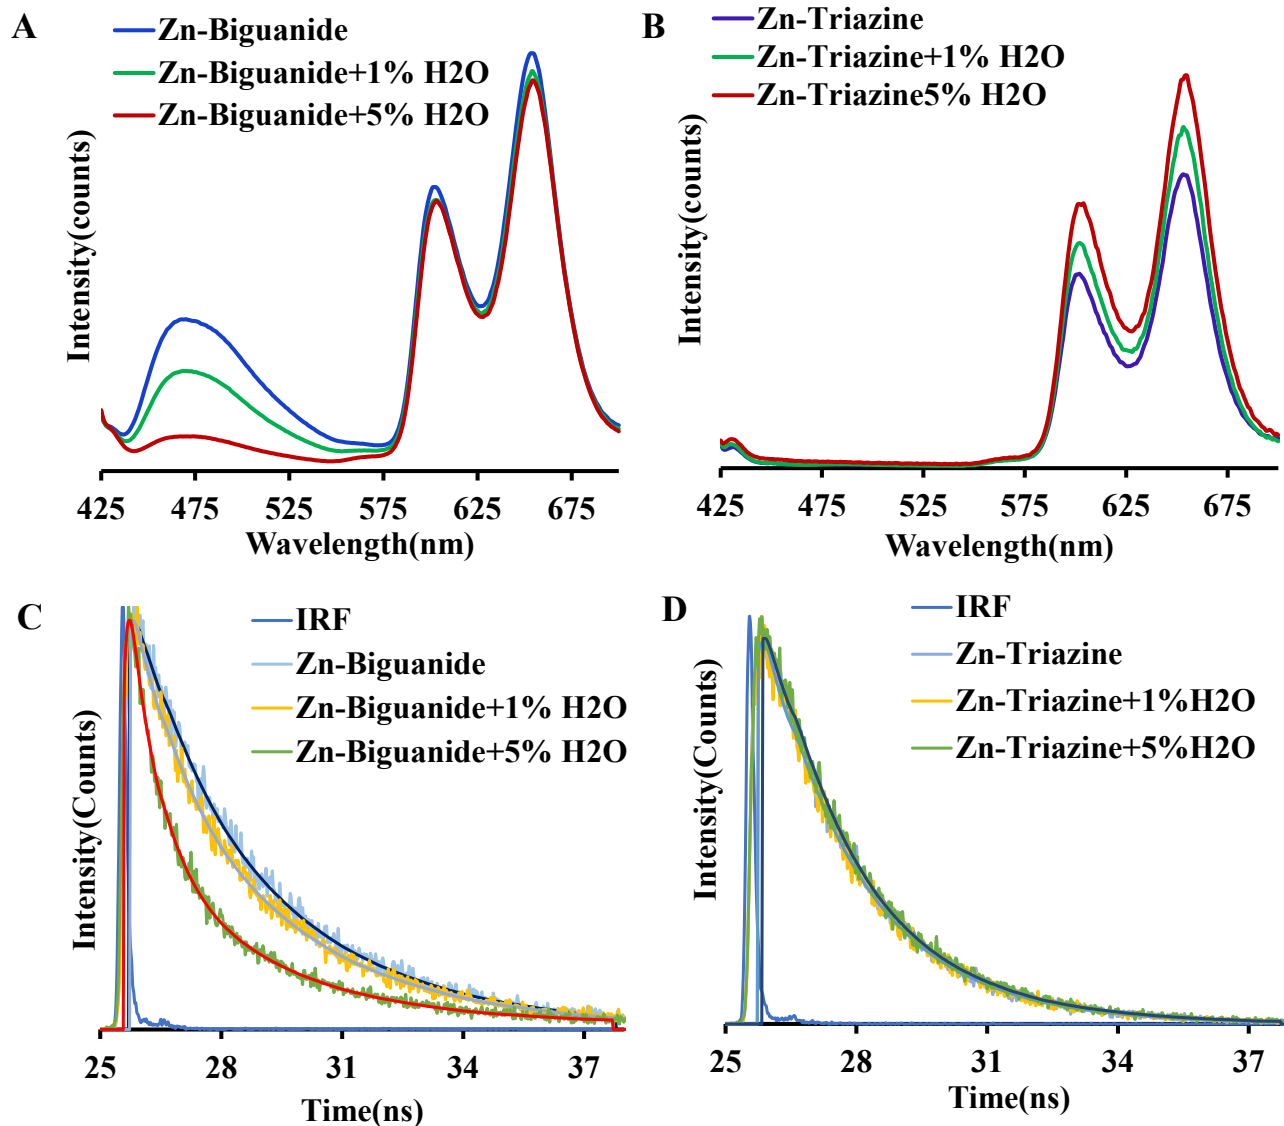 A
Zn-Biguanide
Zn-Biguanide+1% H2O
Zn-Biguanide+5% H2O
Intensity(counts)
425 475 525 575 625 675
Wavelength(nm)
B
Zn-Triazine
Zn-Triazine+1% H2O
Zn-Triazine5% H2O
Intensity(counts)
425 475 525 575 625 675
Wavelength(nm)
C
IRF
Zn-Biguanide
Zn-Biguanide+1% H2O
Zn-Biguanide+5% H2O
Intensity(Counts)
25 28 31 34 37
Time(ns)
D
IRF
Zn-Triazine
Zn-Triazine+1%H2O
Zn-Triazine+5%H2O
Intensity(Counts)
25 28 31 34 37
Time(ns)